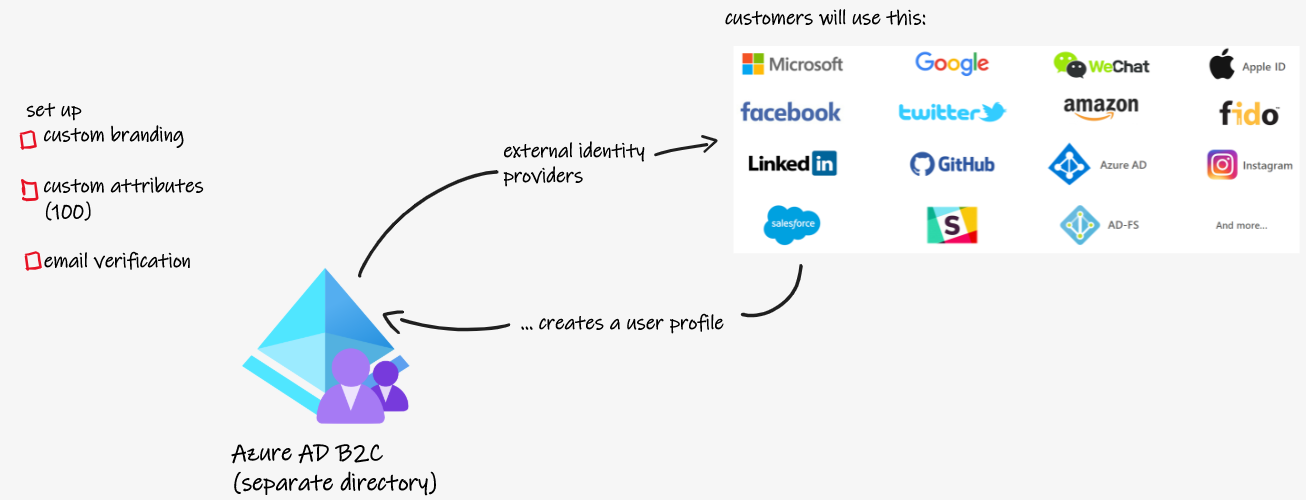 customers will use this:
Microsoft
Google
WeChat
Apple ID
facebook
twitter
amazon
fido™
LinkedIn
GitHub
Azure AD
Instagram
salesforce
S
AD-FS
And more...
set up
custom branding
custom attributes
(100)
email verification
external identity
providers
... creates a user profile
Azure AD B2C
(separate directory)